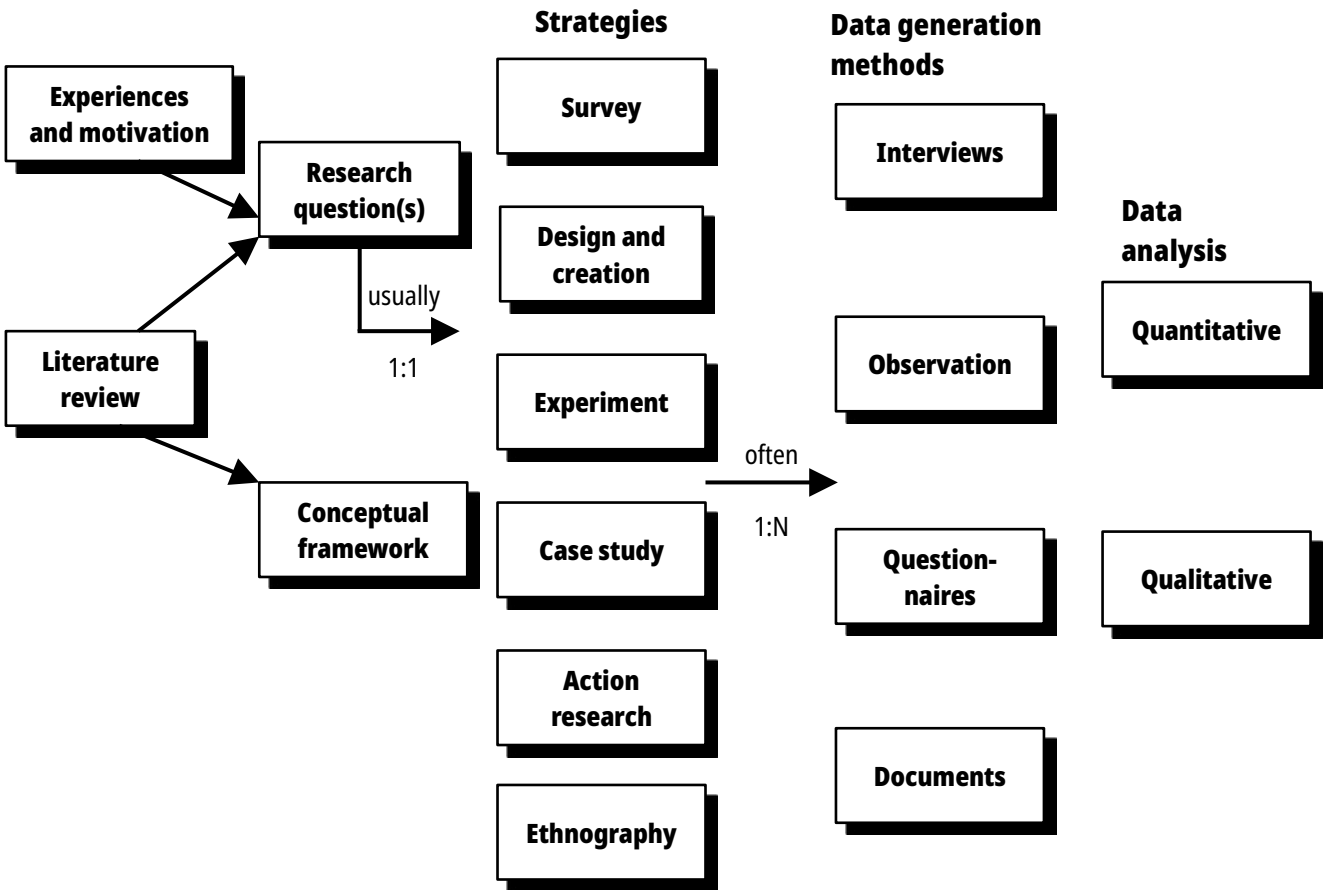 Experiences
and motivation
Literature
review
Research
question(s)
usually
1:1
Conceptual
framework
Strategies
Survey
Design and
creation
Experiment
Case study
Action
research
Ethnography
often
1:N
Data generation
methods
Interviews
Observation
Question-
naires
Documents
Data
analysis
Quantitative
Qualitative